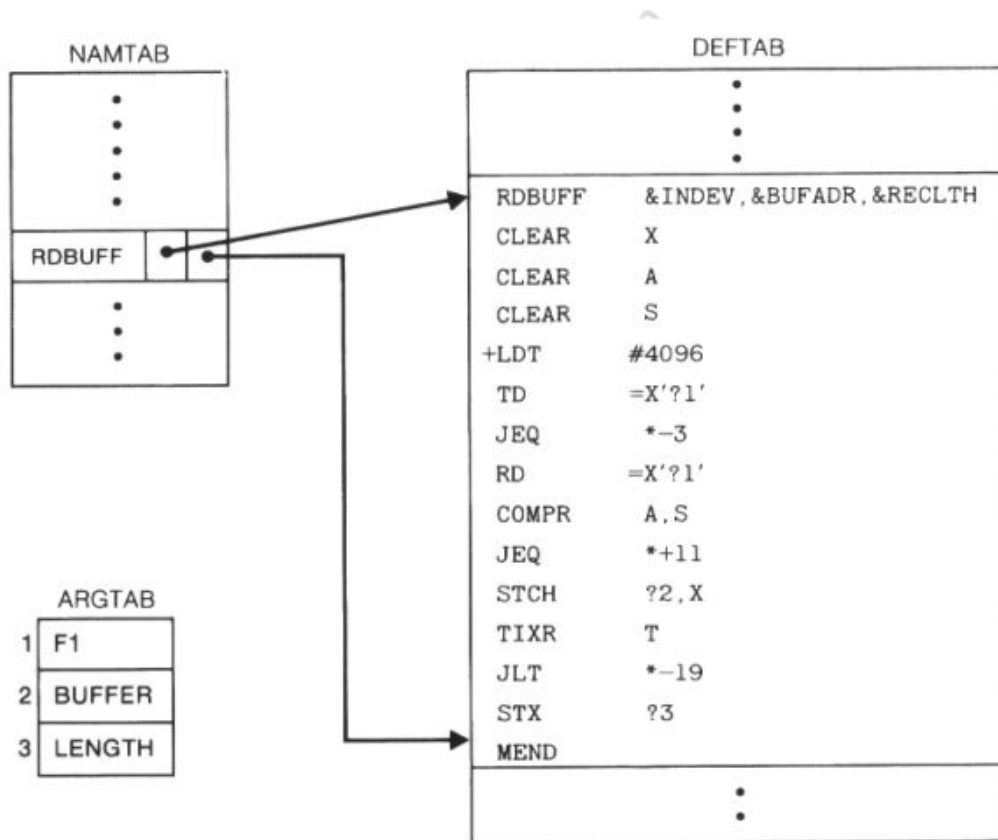 NAMTAB
RDBUFF
ARGTAB
1 F1
2 BUFFER
3 LENGTH
DEFTAB
RDBUFF &INDEV,&BUFADR,&RECLTH
CLEAR X
CLEAR A
CLEAR S
+LDT #4096
TD =X'?1'
JEQ *−3
RD =X'?1'
COMPR A,S
JEQ *+11
STCH ?2,X
TIXR T
JLT *−19
STX ?3
MEND